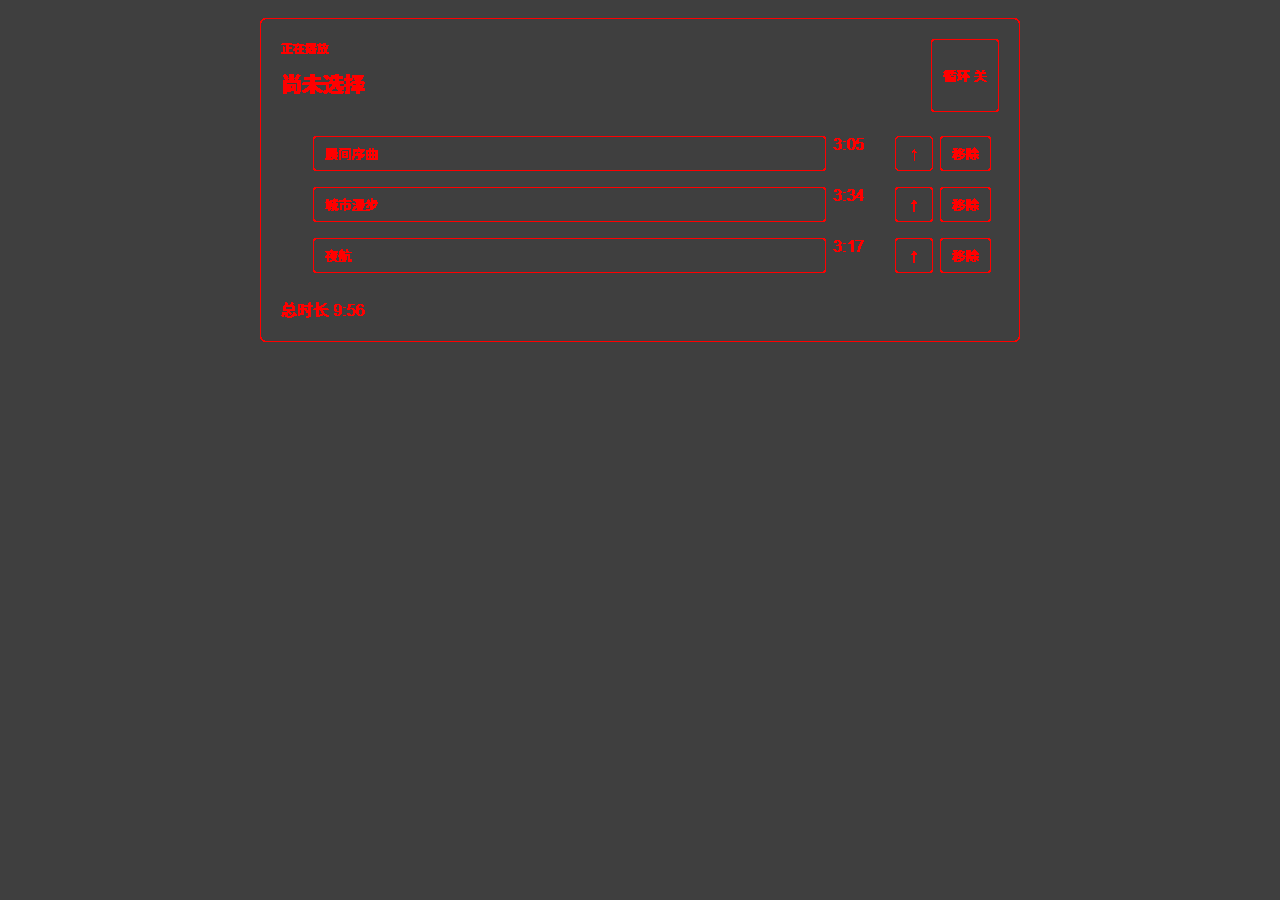 正在播放
尚未选择
循环 关
晨间序曲 3:05 ↑ 移除
城市漫步 3:34 ↑ 移除
夜航 3:17 ↑ 移除
总时长 9:56